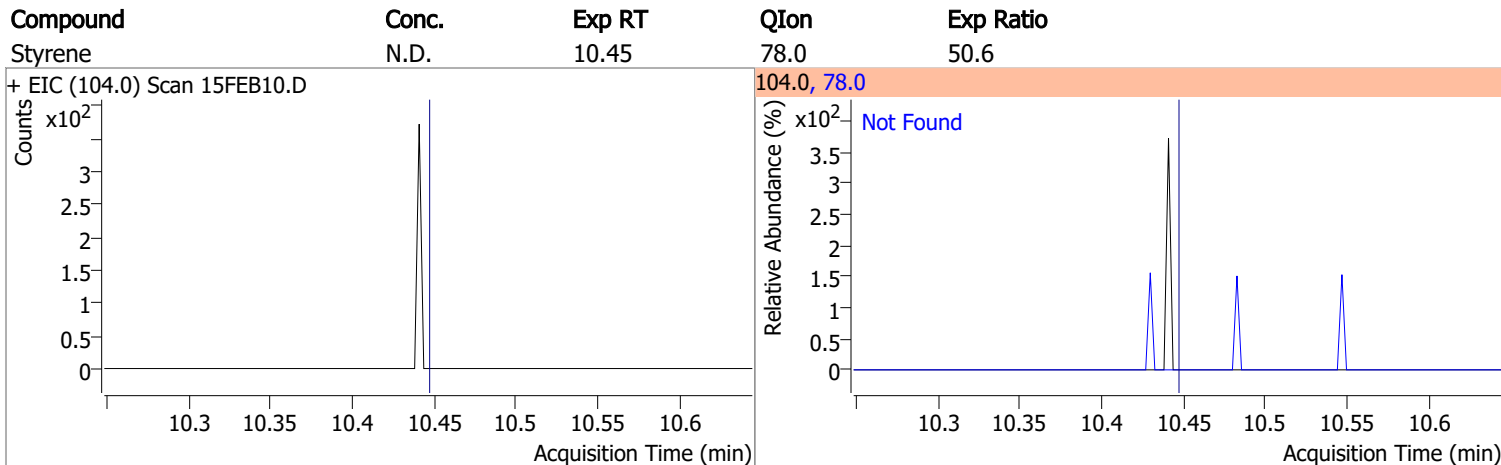 Compound Conc. Exp RT QIon Exp Ratio
Styrene N.D. 10.45 78.0 50.6
+ EIC (104.0) Scan 15FEB10.D
Counts
x102
3
2.5
2
1.5
1
0.5
0
10.3 10.35 10.4 10.45 10.5 10.55 10.6
Acquisition Time (min)
104.0, 78.0
Relative Abundance (%)
x102
Not Found
3.5
3
2.5
2
1.5
1
0.5
0
10.3 10.35 10.4 10.45 10.5 10.55 10.6
Acquisition Time (min)